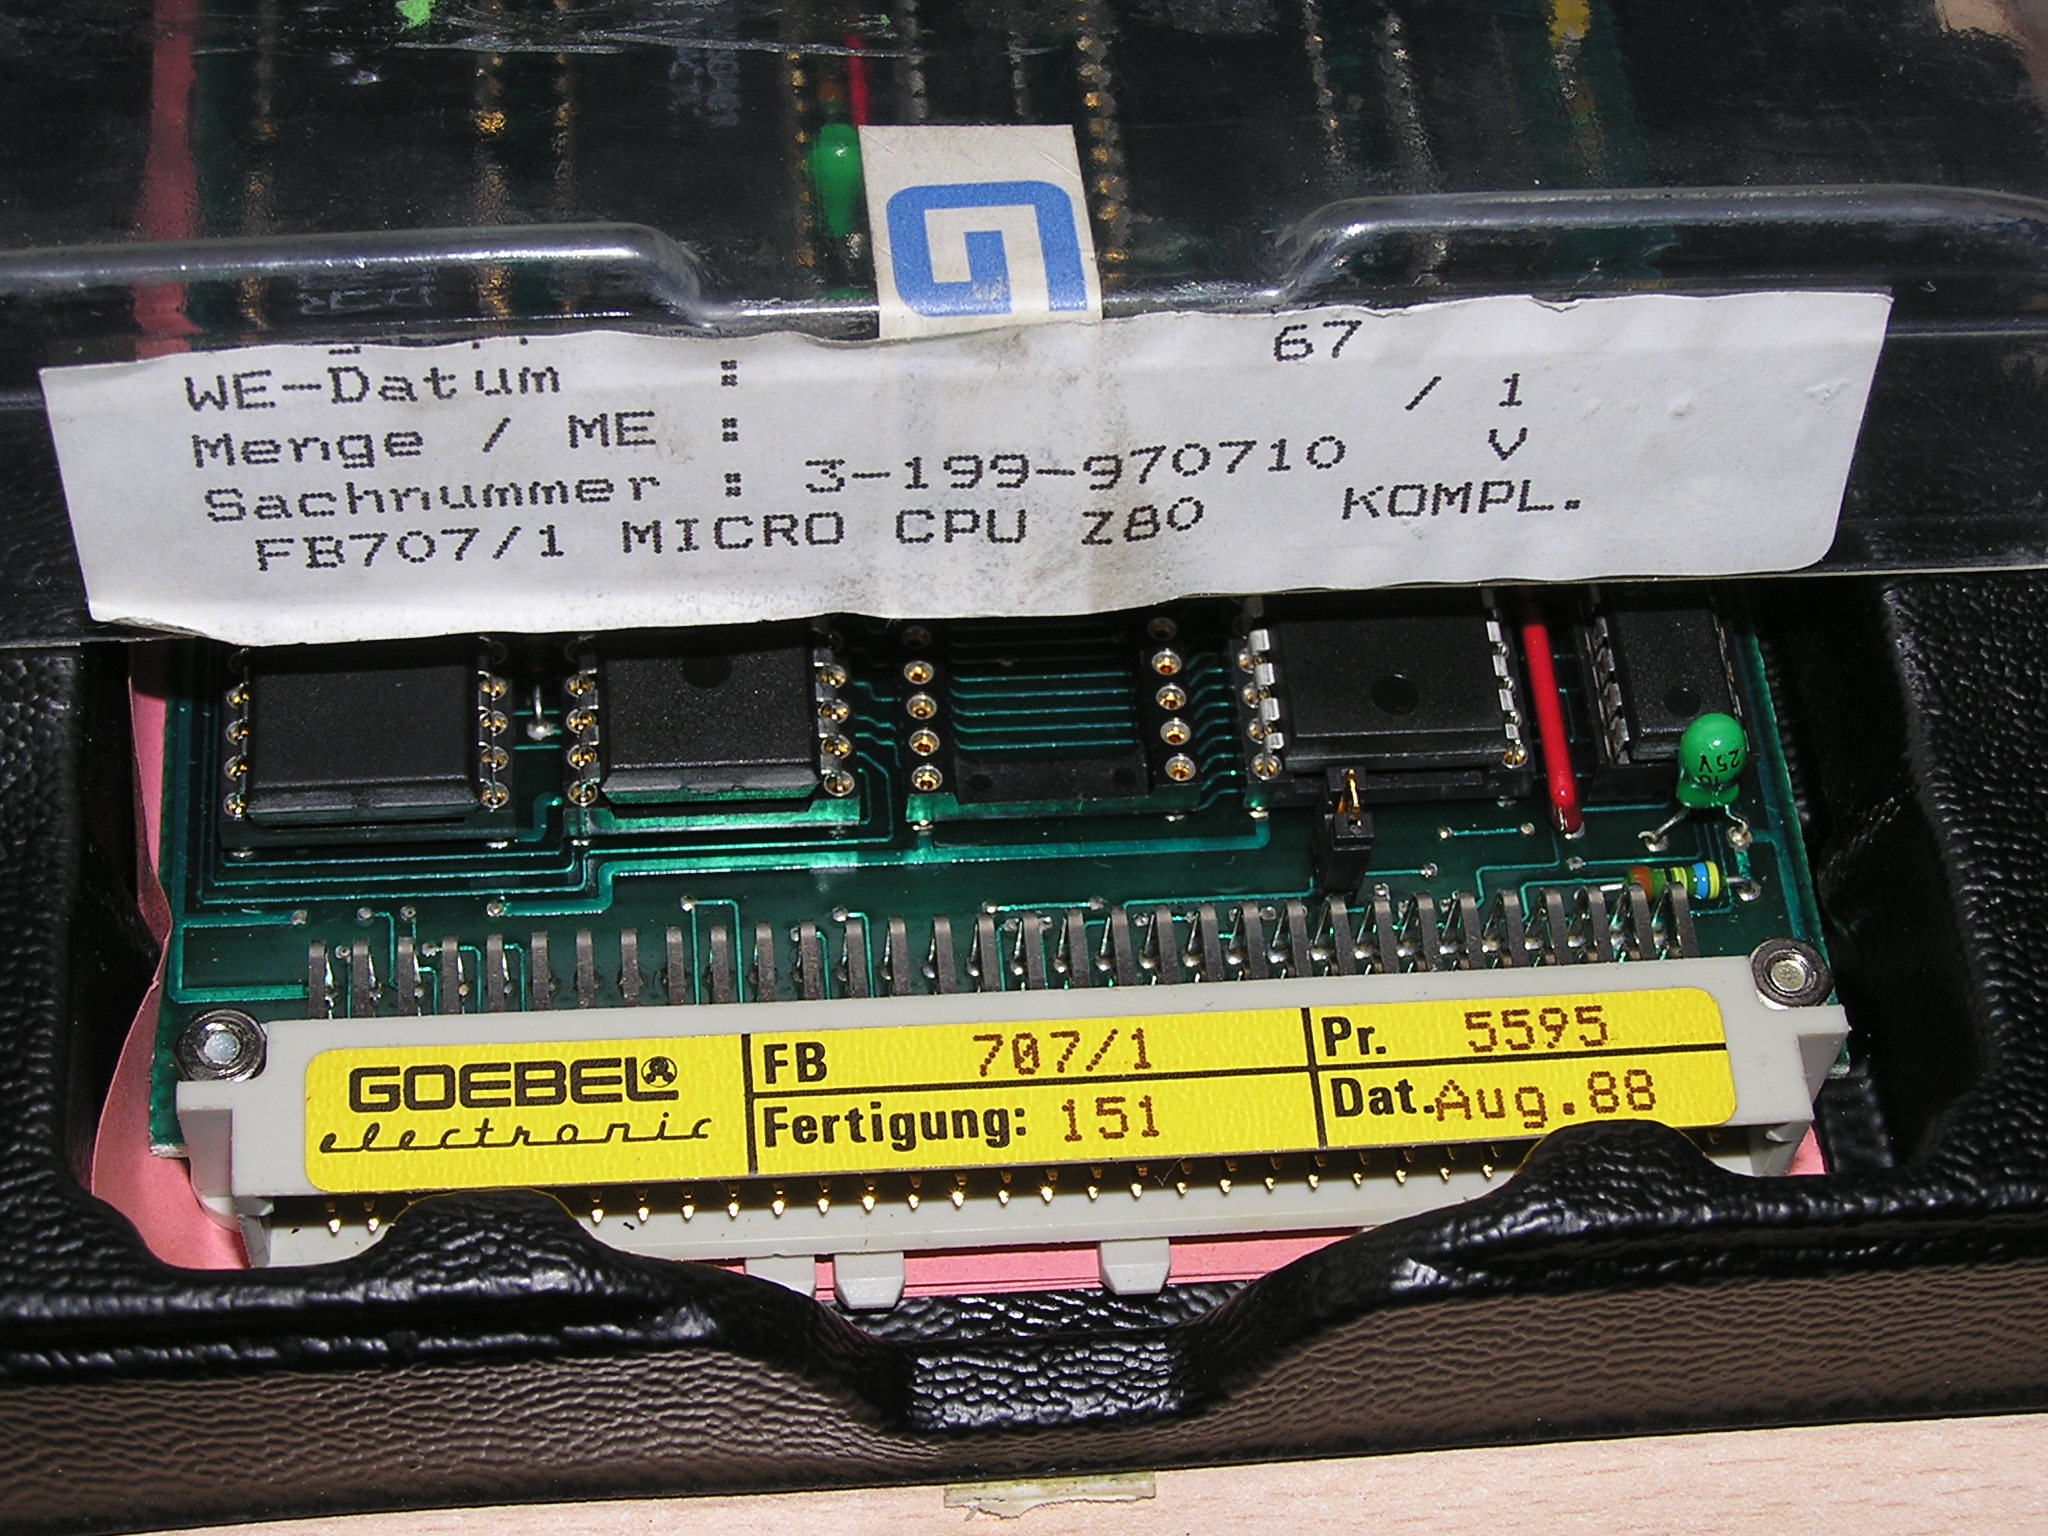 WE-Datum : 67
Menge / ME : / 1
Sachnummer : 3-199-970710 V
FB707/1 MICRO CPU Z80 KOMPL.
25V
GOEBEL
electronic
FB 707/1
Fertigung: 151
Pr. 5595
Dat. Aug.88